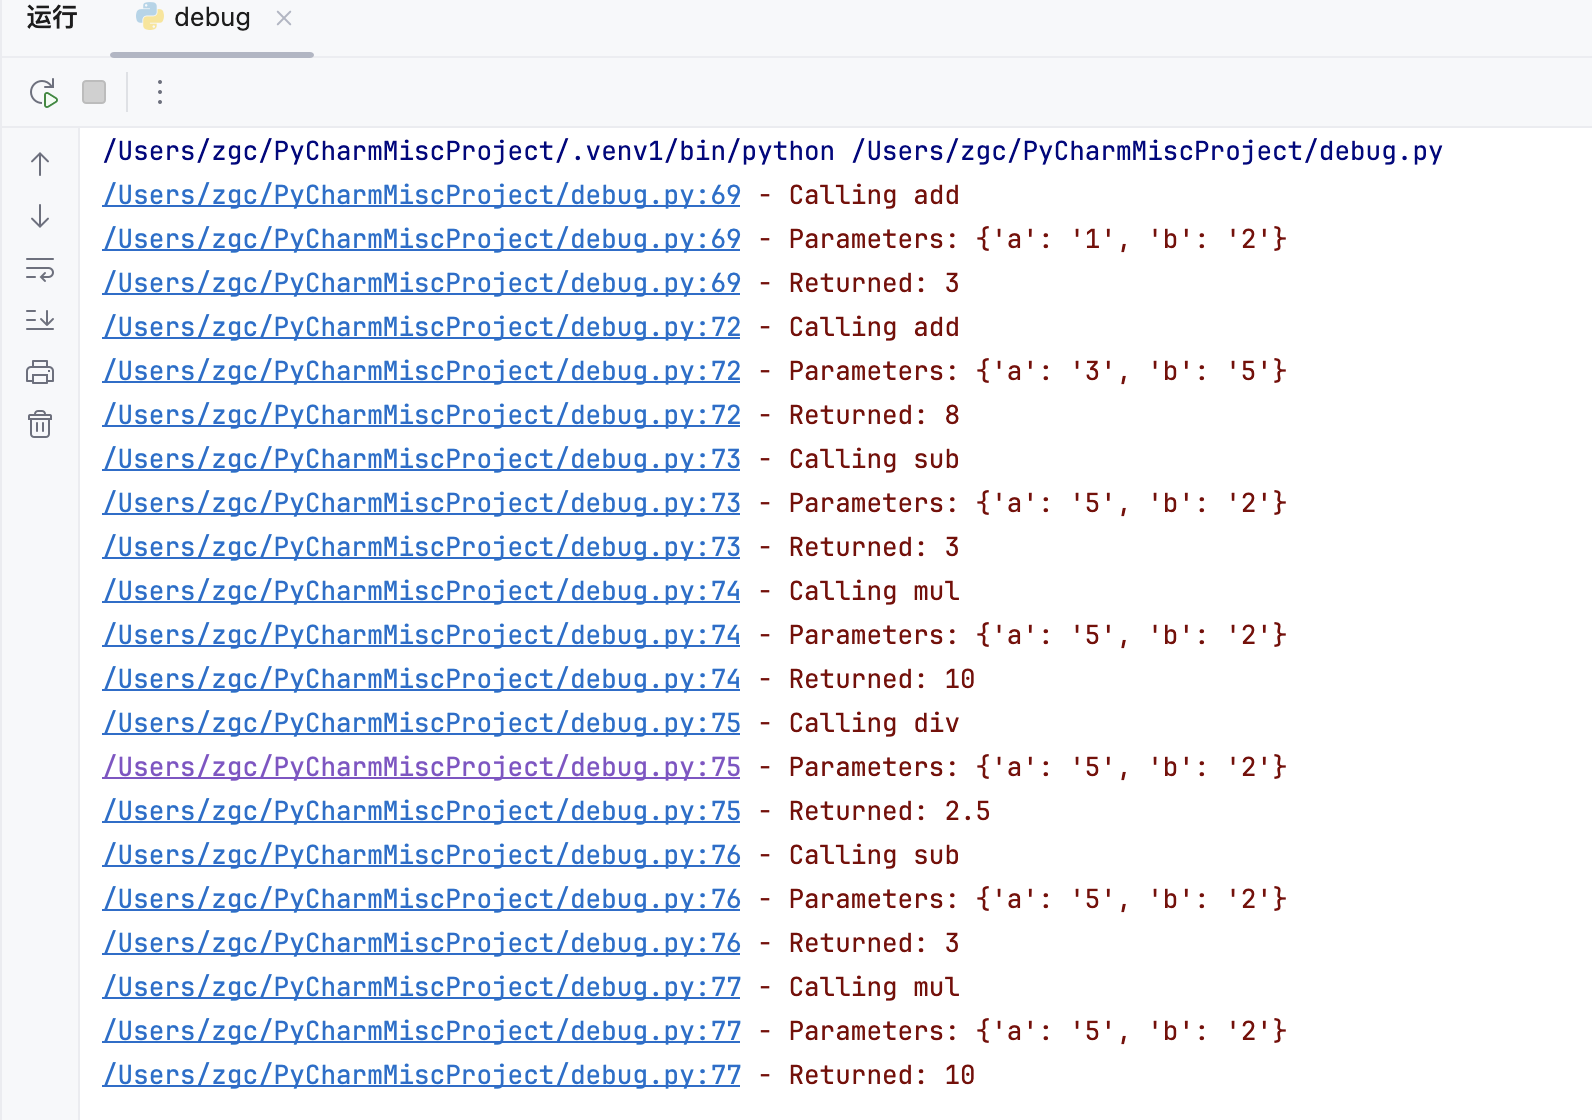 运行
debug
/Users/zgc/PyCharmMiscProject/.venv1/bin/python /Users/zgc/PyCharmMiscProject/debug.py
/Users/zgc/PyCharmMiscProject/debug.py:69 - Calling add
/Users/zgc/PyCharmMiscProject/debug.py:69 - Parameters: {'a': '1', 'b': '2'}
/Users/zgc/PyCharmMiscProject/debug.py:69 - Returned: 3
/Users/zgc/PyCharmMiscProject/debug.py:72 - Calling add
/Users/zgc/PyCharmMiscProject/debug.py:72 - Parameters: {'a': '3', 'b': '5'}
/Users/zgc/PyCharmMiscProject/debug.py:72 - Returned: 8
/Users/zgc/PyCharmMiscProject/debug.py:73 - Calling sub
/Users/zgc/PyCharmMiscProject/debug.py:73 - Parameters: {'a': '5', 'b': '2'}
/Users/zgc/PyCharmMiscProject/debug.py:73 - Returned: 3
/Users/zgc/PyCharmMiscProject/debug.py:74 - Calling mul
/Users/zgc/PyCharmMiscProject/debug.py:74 - Parameters: {'a': '5', 'b': '2'}
/Users/zgc/PyCharmMiscProject/debug.py:74 - Returned: 10
/Users/zgc/PyCharmMiscProject/debug.py:75 - Calling div
/Users/zgc/PyCharmMiscProject/debug.py:75 - Parameters: {'a': '5', 'b': '2'}
/Users/zgc/PyCharmMiscProject/debug.py:75 - Returned: 2.5
/Users/zgc/PyCharmMiscProject/debug.py:76 - Calling sub
/Users/zgc/PyCharmMiscProject/debug.py:76 - Parameters: {'a': '5', 'b': '2'}
/Users/zgc/PyCharmMiscProject/debug.py:76 - Returned: 3
/Users/zgc/PyCharmMiscProject/debug.py:77 - Calling mul
/Users/zgc/PyCharmMiscProject/debug.py:77 - Parameters: {'a': '5', 'b': '2'}
/Users/zgc/PyCharmMiscProject/debug.py:77 - Returned: 10